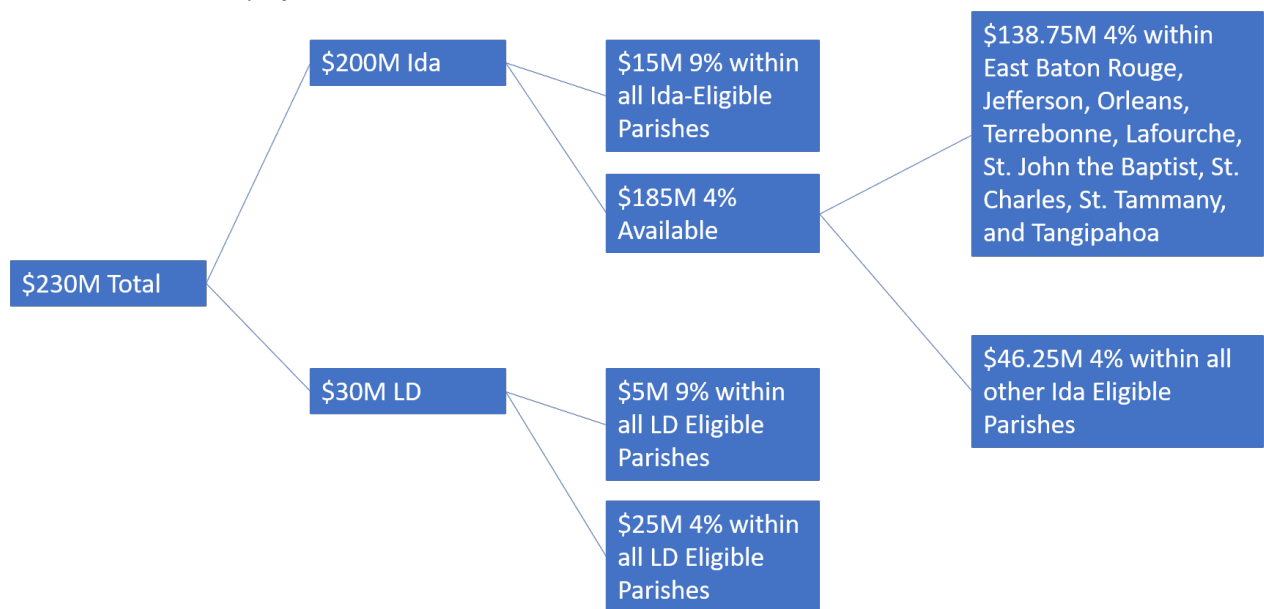 $230M Total
$200M Ida
$30M LD
$15M 9% within
all Ida-Eligible
Parishes
$185M 4%
Available
$5M 9% within
all LD Eligible
Parishes
$25M 4% within
all LD Eligible
Parishes
$138.75M 4% within
East Baton Rouge,
Jefferson, Orleans,
Terrebonne, Lafourche,
St. John the Baptist, St.
Charles, St. Tammany,
and Tangipahoa
$46.25M 4% within all
other Ida Eligible
Parishes